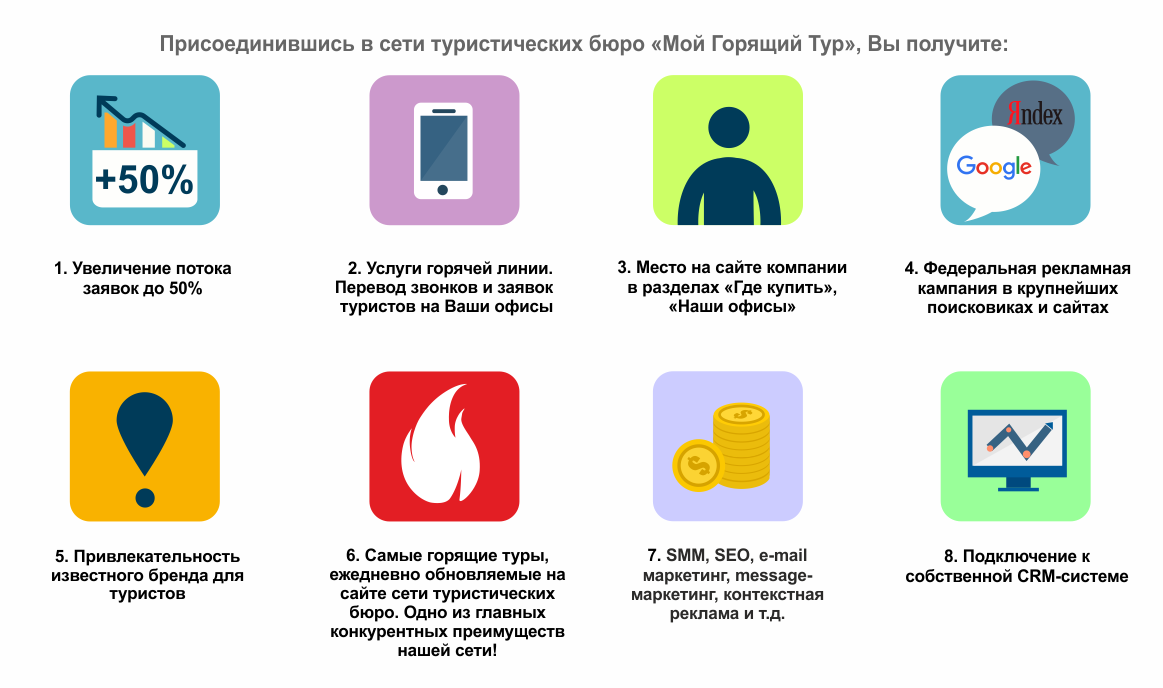 Присоединившись в сети туристических бюро «Мой Горящий Тур», Вы получите:
+50%
Яndex
Google
1. Увеличение потока
заявок до 50%
2. Услуги горячей линии.
Перевод звонков и заявок
туристов на Ваши офисы
3. Место на сайте компании
в разделах «Где купить»,
«Наши офисы»
4. Федеральная рекламная
кампания в крупнейших
поисковиках и сайтах
5. Привлекательность
известного бренда для
туристов
6. Самые горящие туры,
ежедневно обновляемые на
сайте сети туристических
бюро. Одно из главных
конкурентных преимуществ
нашей сети!
7. SMM, SEO, e-mail
маркетинг, message-
маркетинг, контекстная
реклама и т.д.
8. Подключение к
собственной CRM-системе